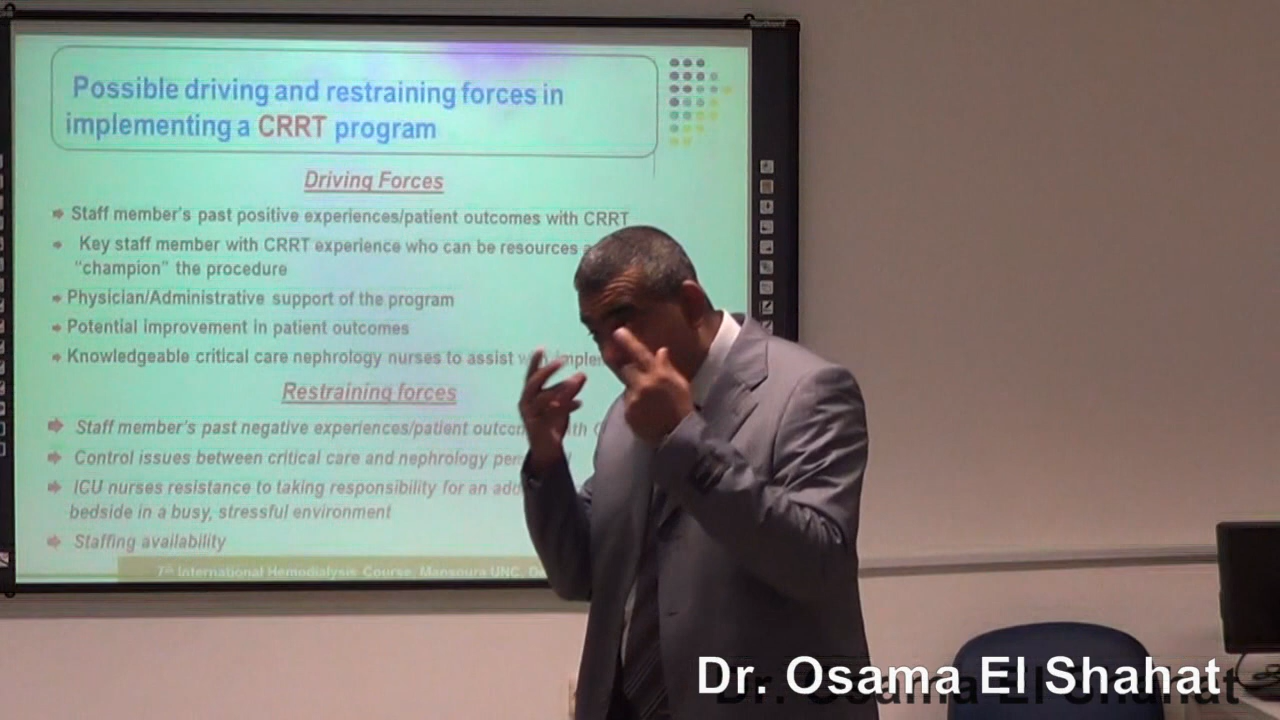 Possible driving and restraining forces in
implementing a CRRT program
Driving Forces
Staff member's past positive experiences/patient outcomes with CRRT
Key staff member with CRRT experience who can be resources
"champion" the procedure
Physician/Administrative support of the program
Potential improvement in patient outcomes
Knowledgeable critical care nephrology nurses to assist
Restraining forces
Staff member's past negative experiences/patient
Control issues between critical care and nephrology
ICU nurses resistance to taking responsibility for an
bedside in a busy, stressful environment
Staffing availability
7th International Hemodialysis Course, Mansoura UNC,
Dr. Osama El Shahat